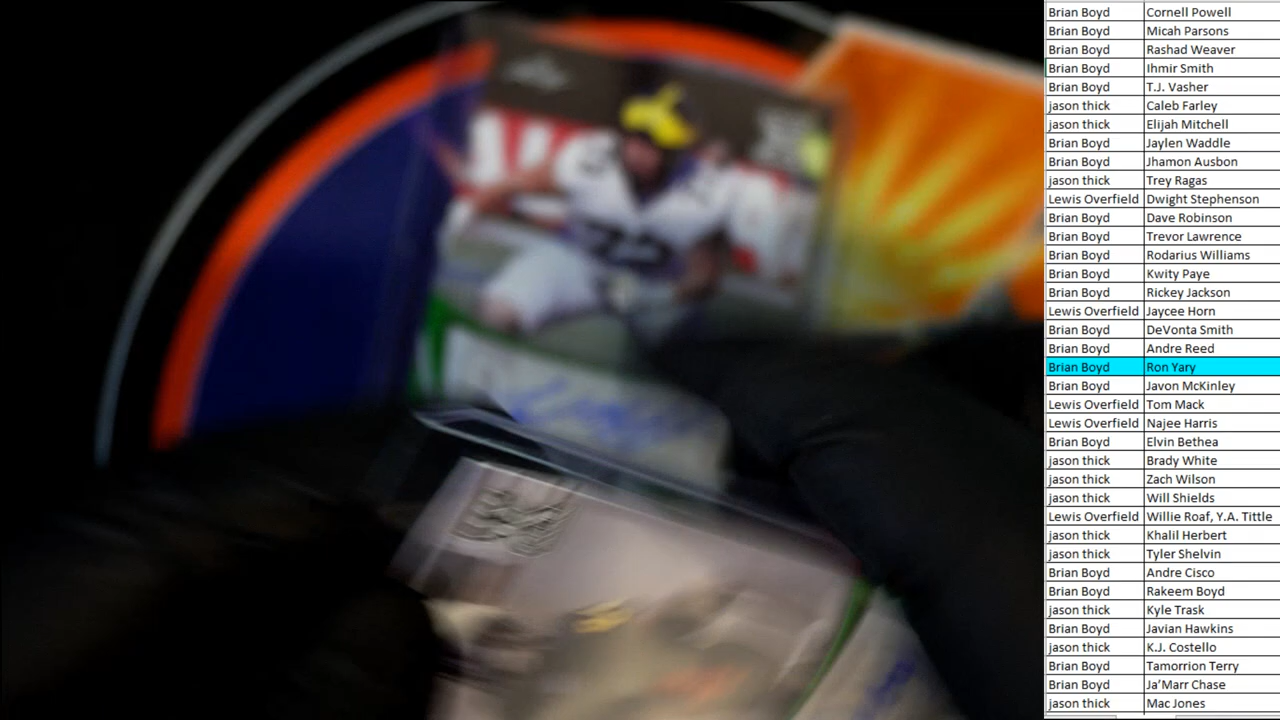 Brian Boyd Cornell Powell
Brian Boyd Micah Parsons
Brian Boyd Rashad Weaver
Brian Boyd Ihmir Smith
Brian Boyd T.J. Vasher
jason thick Caleb Farley
jason thick Elijah Mitchell
Brian Boyd Jaylen Waddle
Brian Boyd Jhamon Ausbon
jason thick Trey Ragas
Lewis Overfield Dwight Stephenson
Brian Boyd Dave Robinson
Brian Boyd Trevor Lawrence
Brian Boyd Rodarius Williams
Brian Boyd Kwity Paye
Brian Boyd Rickey Jackson
Lewis Overfield Jaycee Horn
Brian Boyd DeVonta Smith
Brian Boyd Andre Reed
Brian Boyd Ron Yary
Brian Boyd Javon McKinley
Lewis Overfield Tom Mack
Lewis Overfield Najee Harris
Brian Boyd Elvin Bethea
jason thick Brady White
jason thick Zach Wilson
jason thick Will Shields
Lewis Overfield Willie Roaf, Y.A. Tittle
jason thick Khalil Herbert
jason thick Tyler Shelvin
Brian Boyd Andre Cisco
Brian Boyd Rakeem Boyd
jason thick Kyle Trask
Brian Boyd Javian Hawkins
jason thick K.J. Costello
Brian Boyd Tamorrion Terry
Brian Boyd Ja’Marr Chase
jason thick Mac Jones